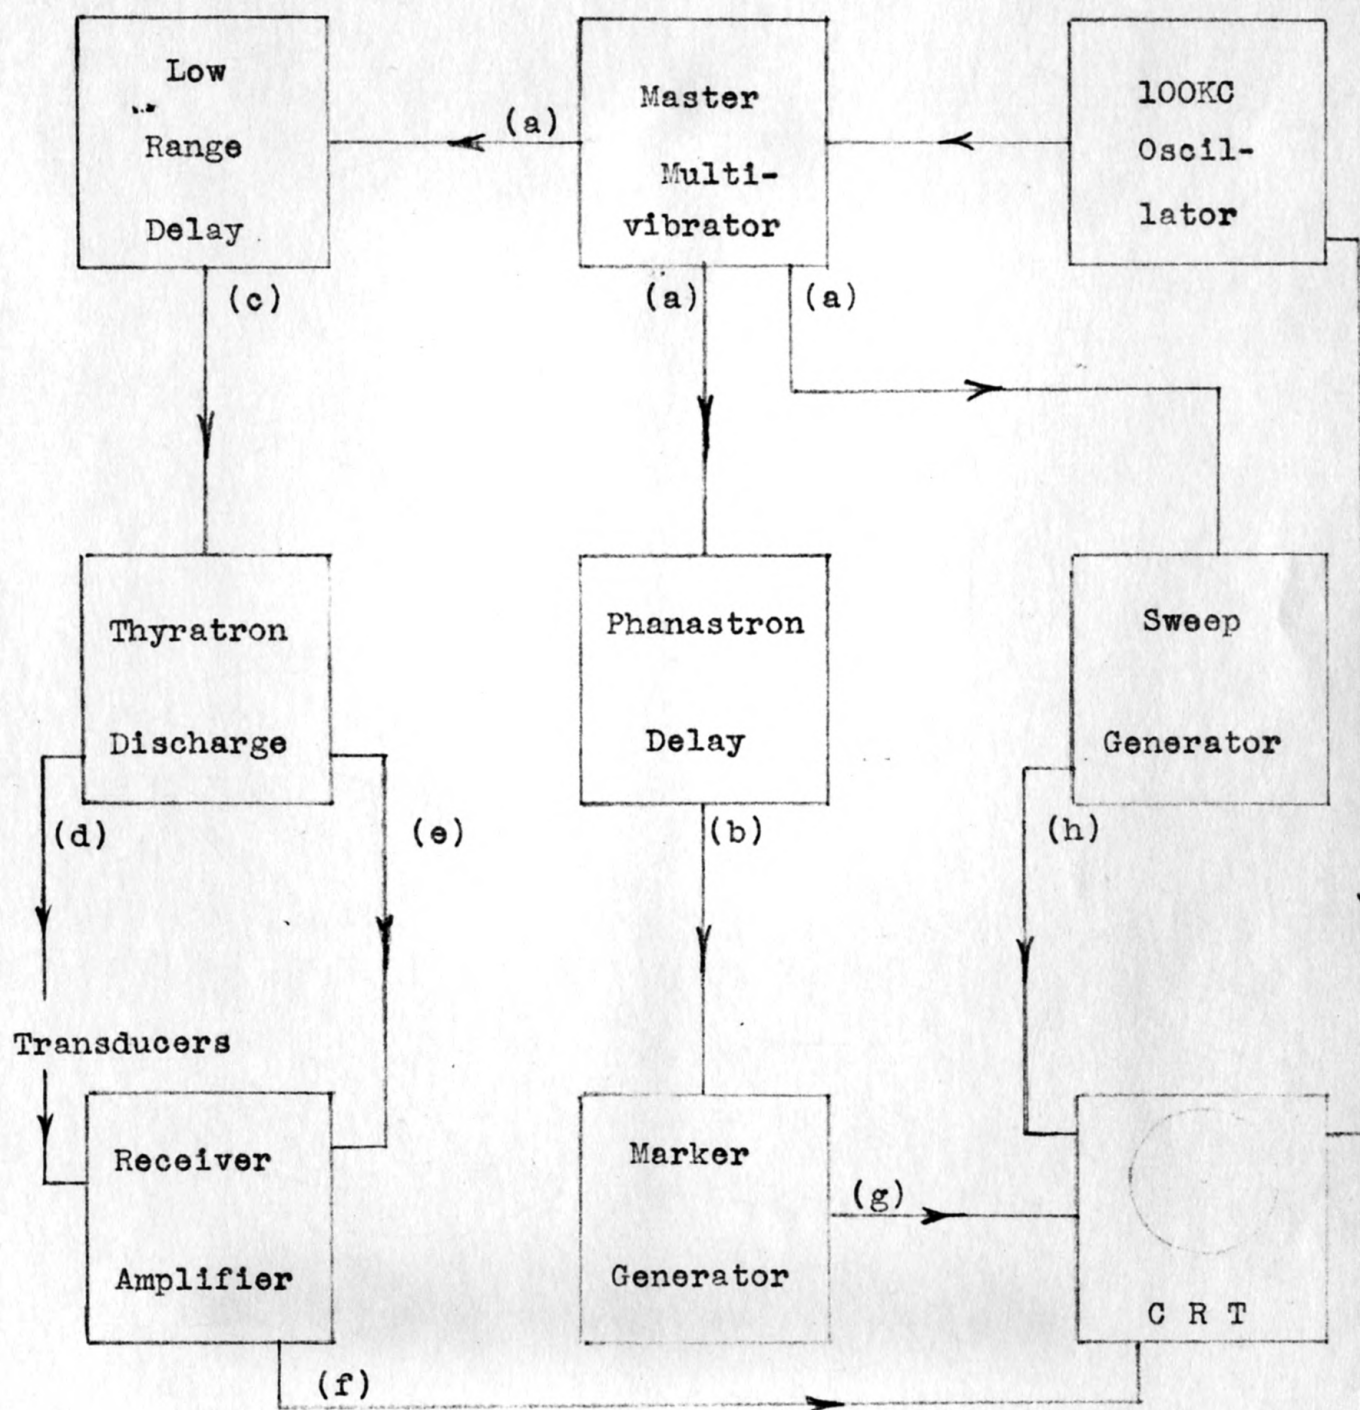 Low
Range
Delay
(a)
Master
Multi-
vibrator
100KC
Oscil-
lator
(c)
(a)
(a)
Thyratron
Discharge
Phanastron
Delay
Sweep
Generator
(d)
(e)
(b)
(h)
Transducers
Receiver
Amplifier
Marker
Generator
(g)
C R T
(f)